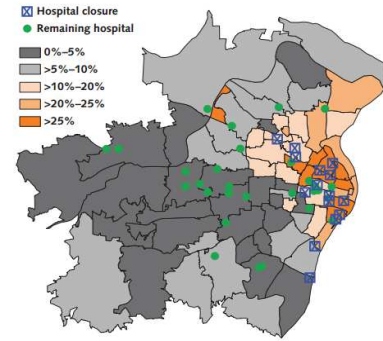 Hospital closure
Remaining hospital
0%–5%
>5%–10%
>10%–20%
>20%–25%
>25%